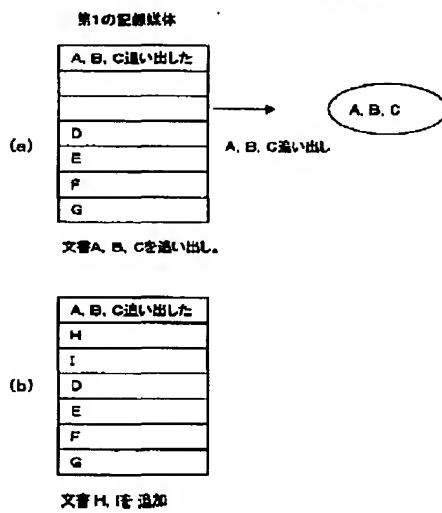 第1の記録媒体
A, B, C追い出した
A, B, C
(a)
D
A, B, C追い出し
E
F
G
文書A, B, Cを追い出し。
A, B, C追い出した
H
I
(b)
D
E
F
G
文書 H, Iを 追加